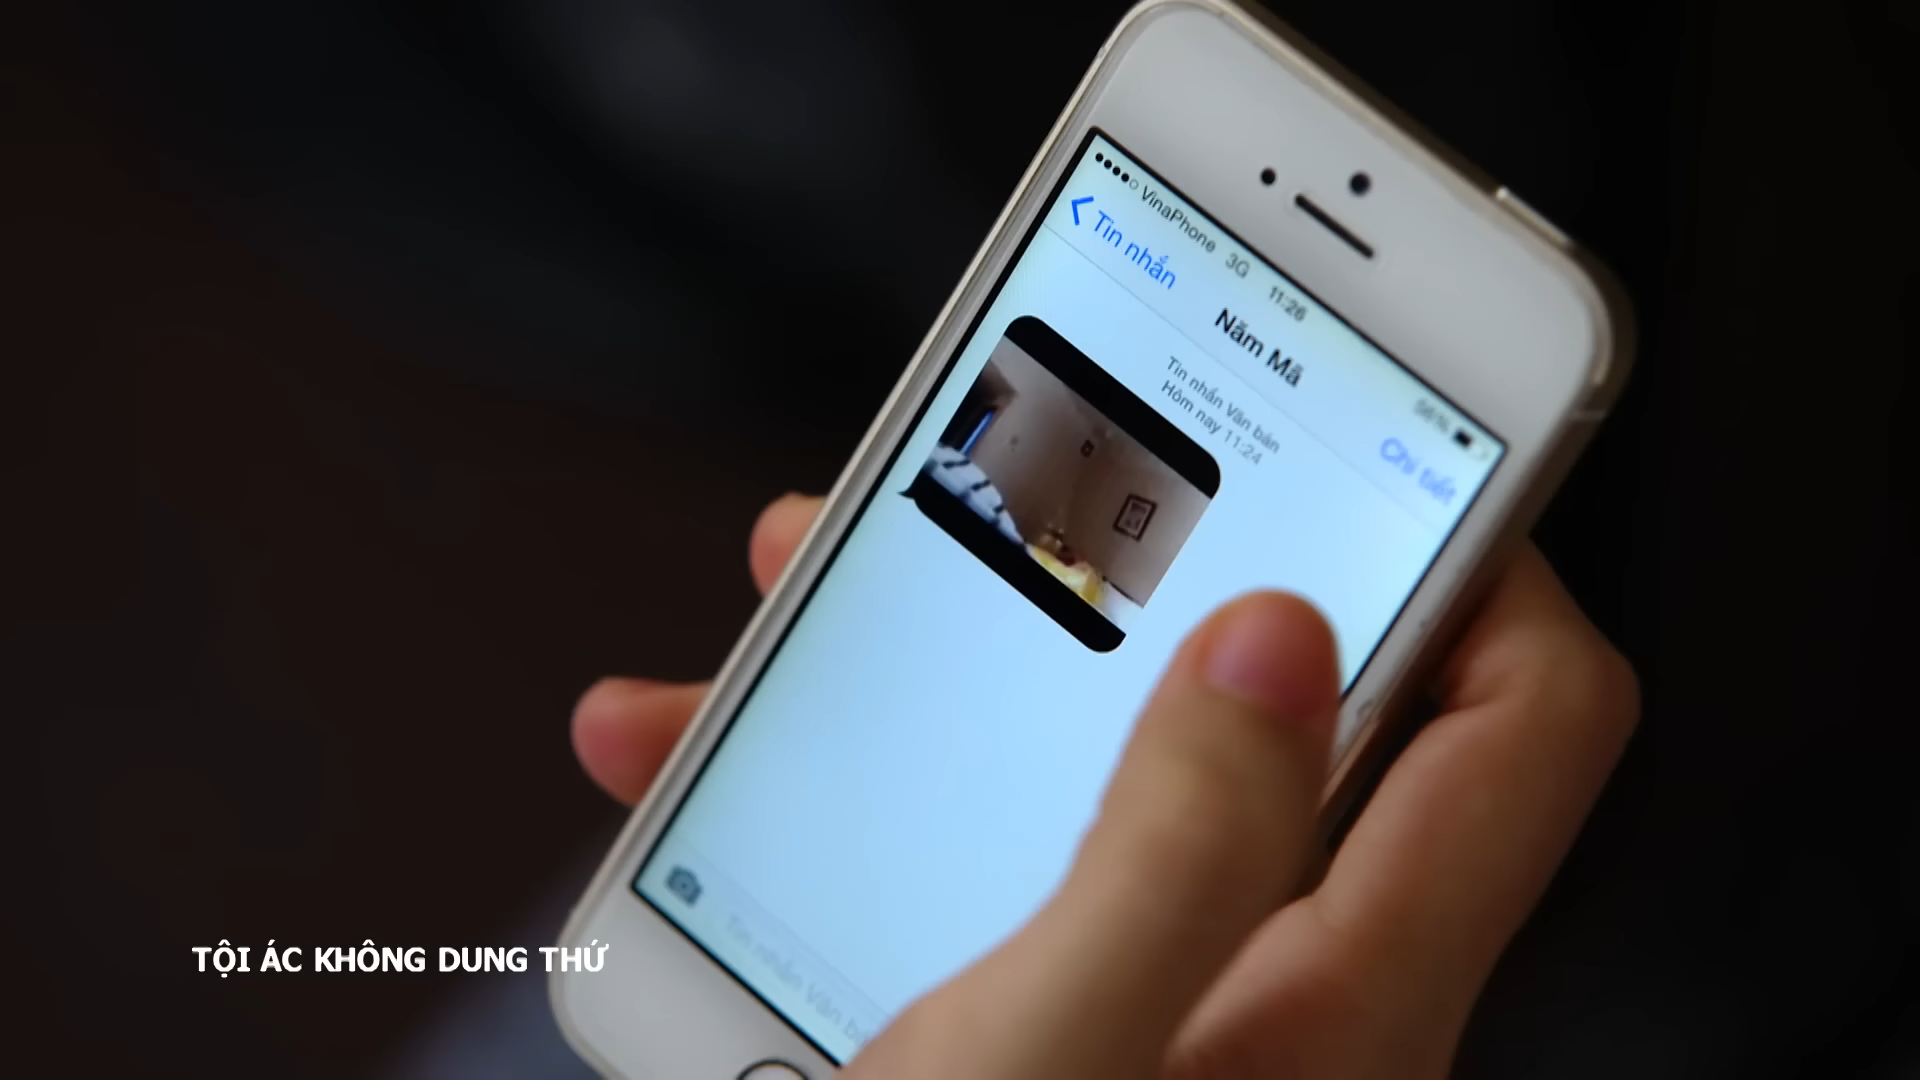 VinaPhone 3G 11:26 56%
Tin nhắn
Năm Mã
Chi tiết
Tin nhắn Văn bản
Hôm nay 11:24
TỘI ÁC KHÔNG DUNG THỨ